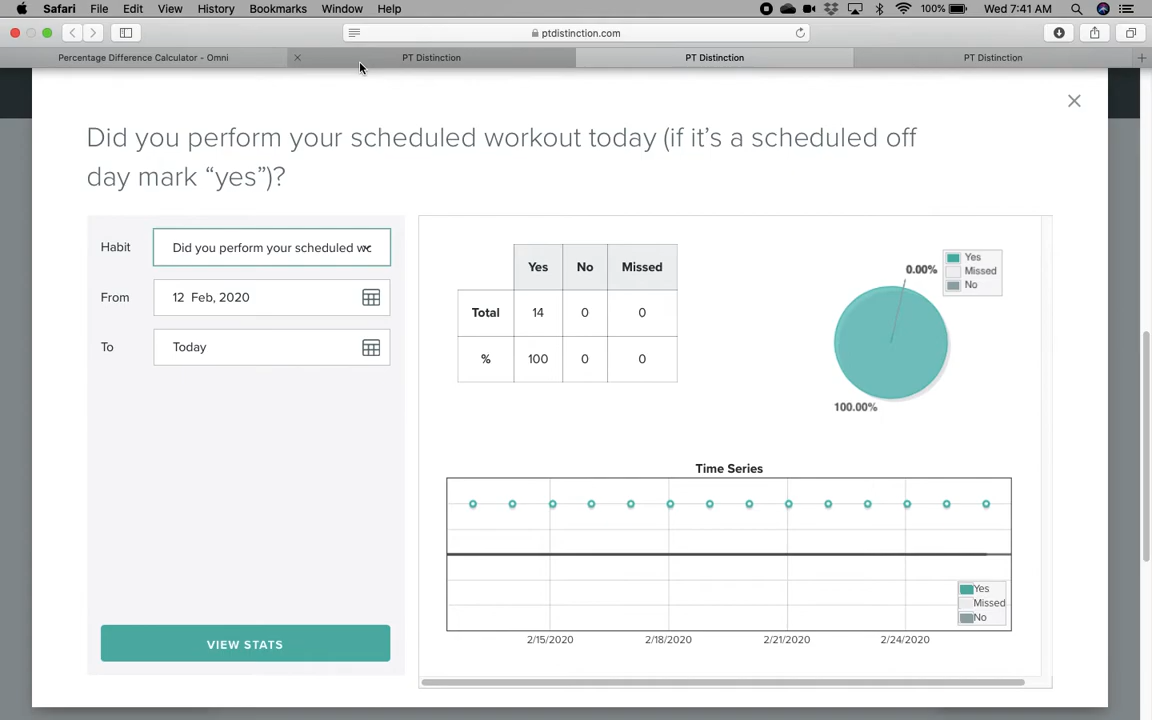 Safari File Edit View History Bookmarks Window Help 100% Wed 7:41 AM
ptdistinction.com
Percentage Difference Calculator - Omni PT Distinction PT Distinction PT Distinction
Did you perform your scheduled workout today (if it’s a scheduled off
day mark “yes”)?
Habit Did you perform your scheduled
From 12 Feb, 2020
To Today
VIEW STATS
Yes No Missed
Total 14 0 0
% 100 0 0
0.00%
100.00%
Yes
Missed
No
Time Series
Yes
Missed
No
2/15/2020 2/18/2020 2/21/2020 2/24/2020